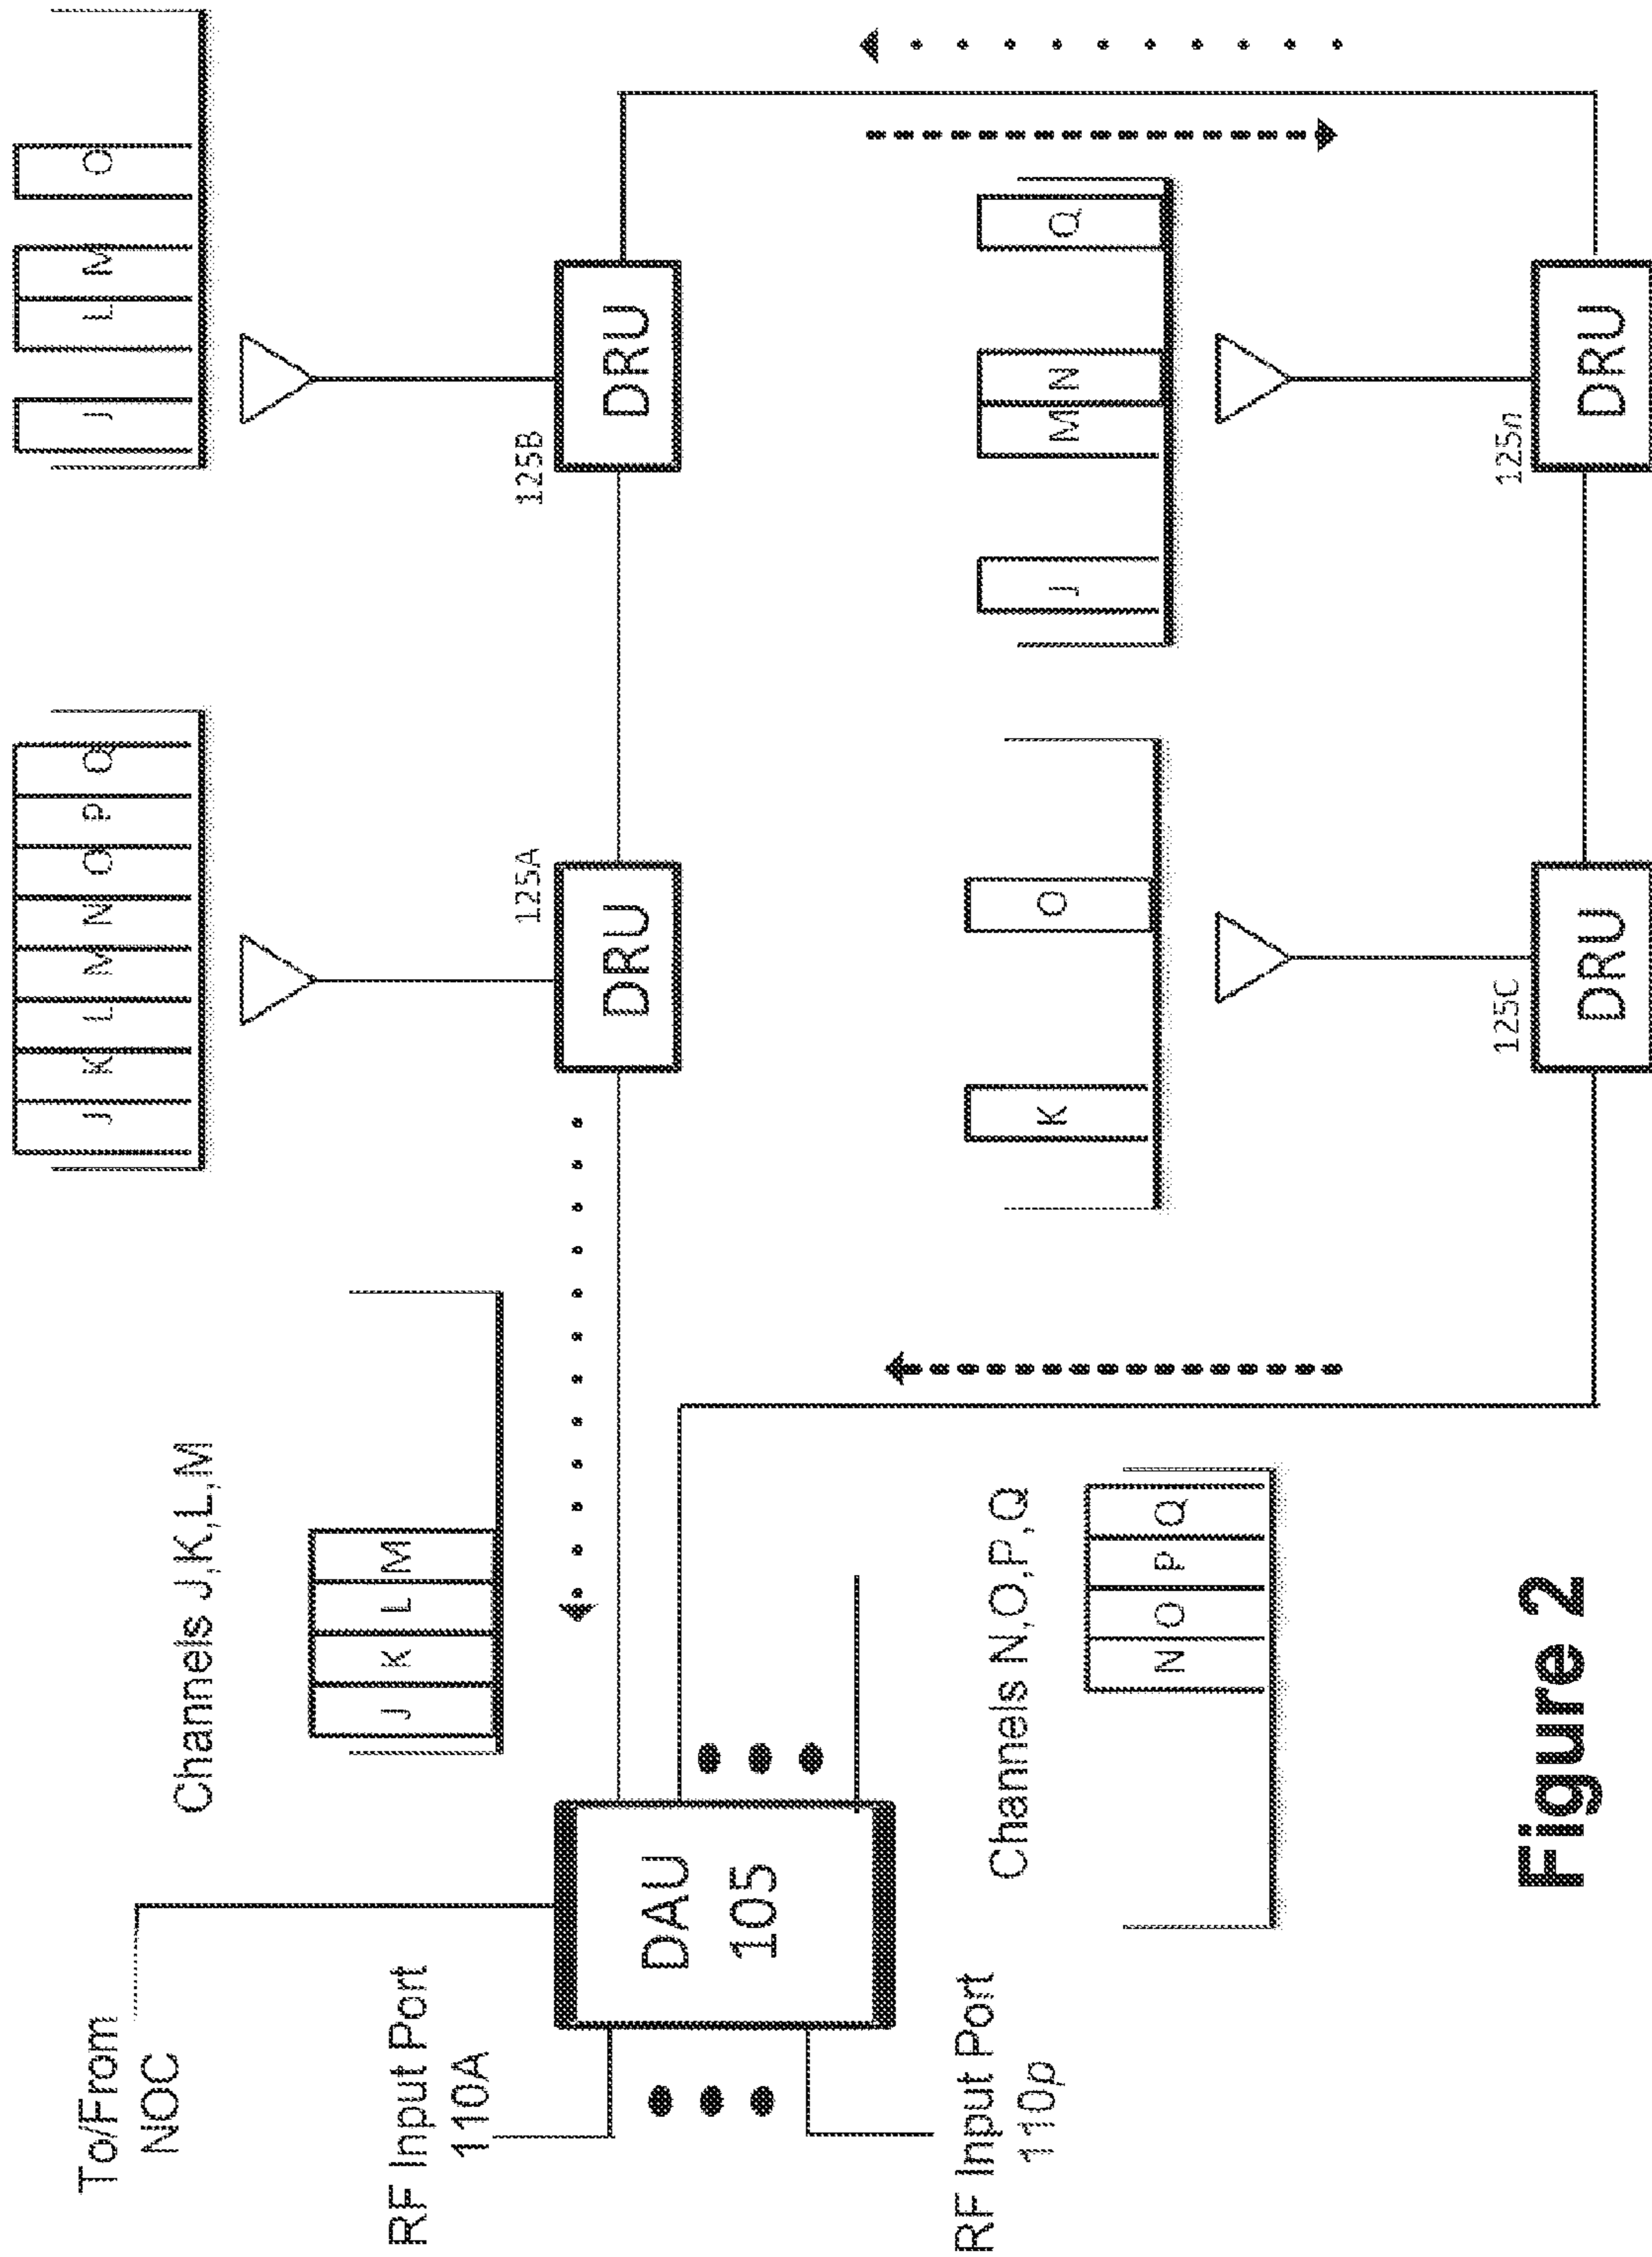 To/From
NOC
Channels J,K,L,M
J K L M
J K L M N O P Q
J L M O
RF Input Port
110A
DAU
105
125A
DRU
125B
DRU
RF Input Port
110p
Channels N,O,P,Q
N O P Q
K O
J M N Q
125C
DRU
125n
DRU
Figure 2